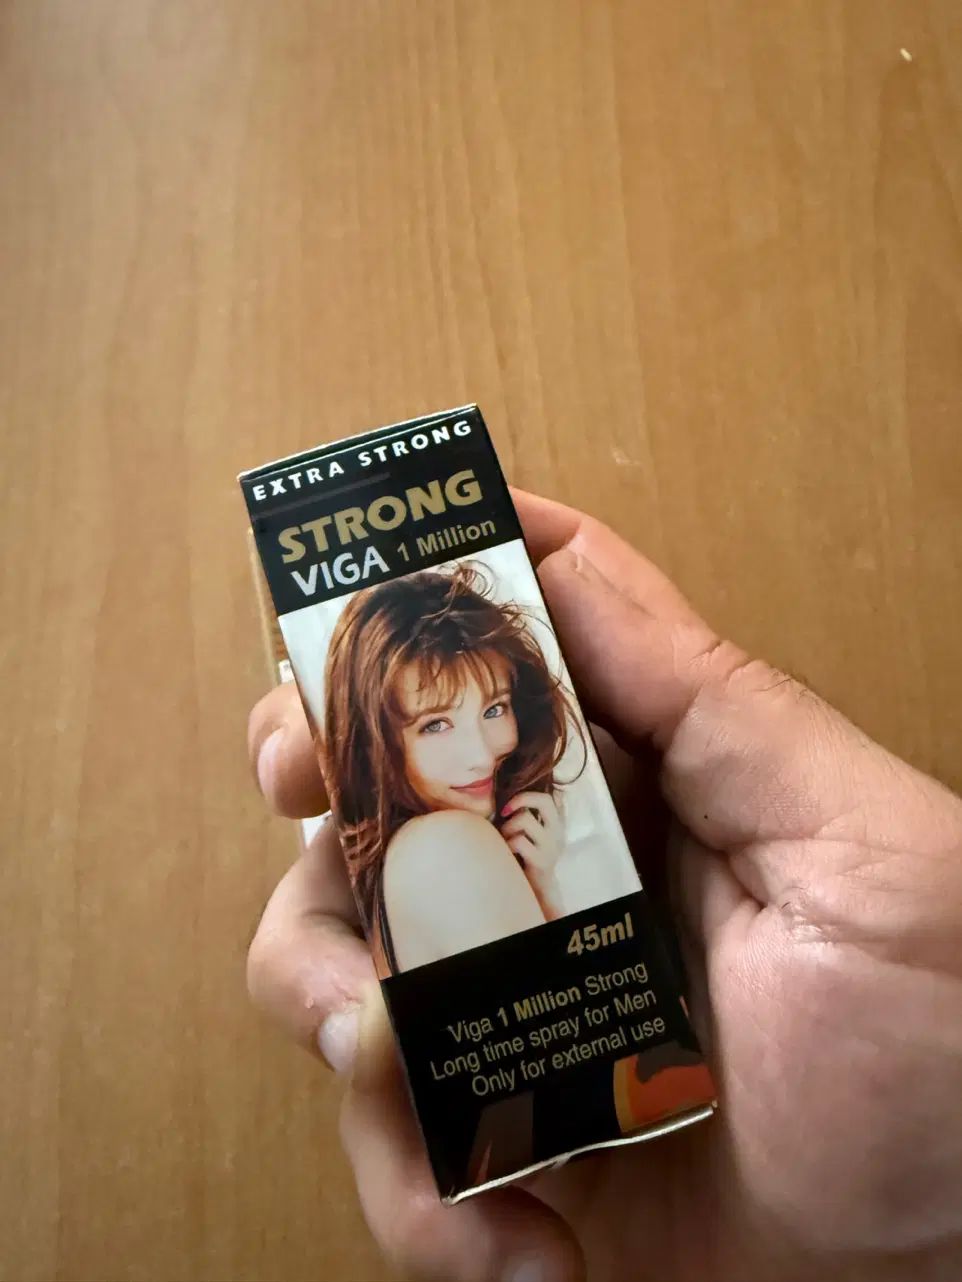 EXTRA STRONG
STRONG
VIGA 1 Million
45ml
Viga 1 Million Strong
Long time spray for Men
Only for external use